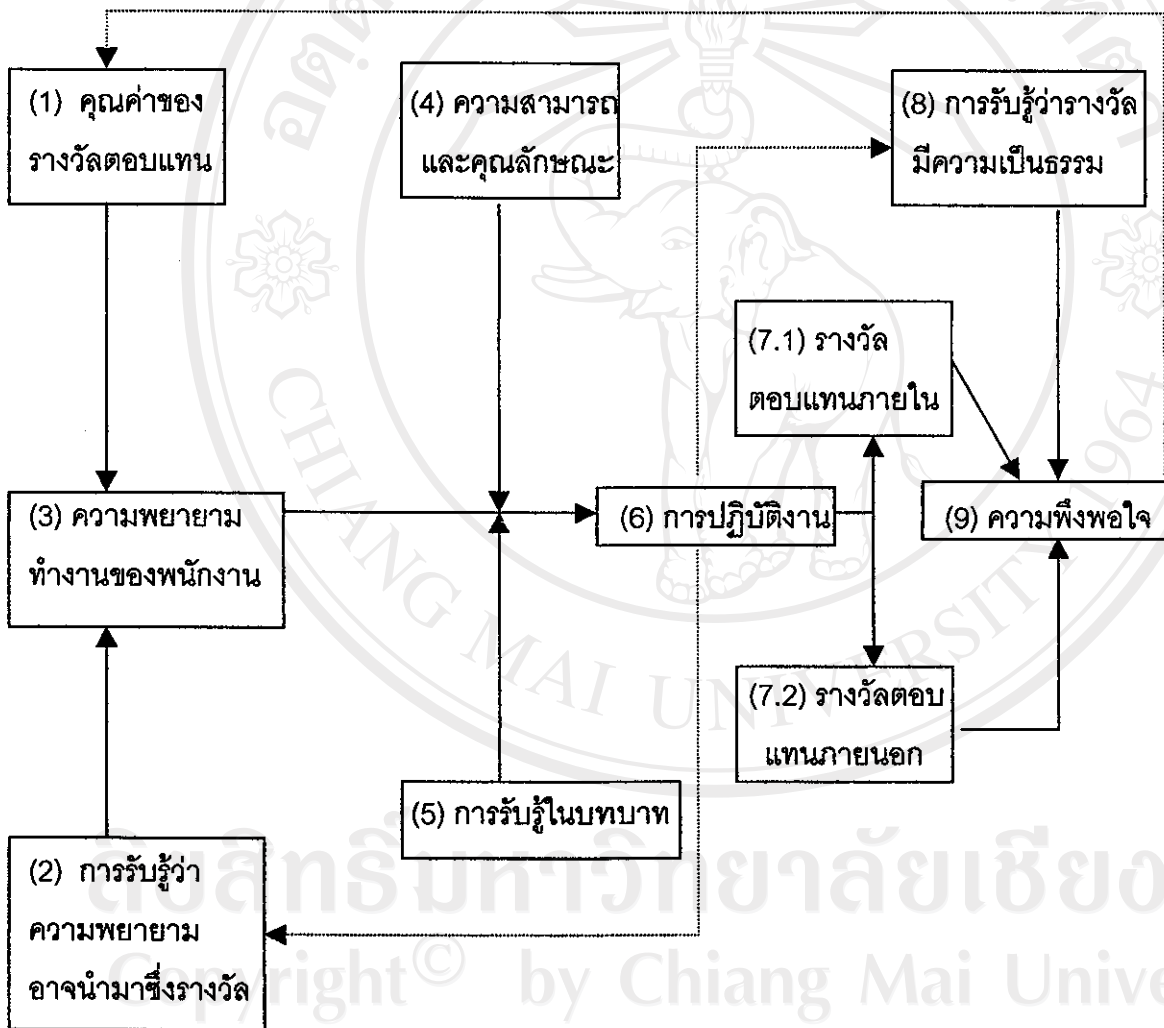 (1) คุณค่าของ
รางวัลตอบแทน
(4) ความสามารถ
และคุณลักษณะ
(8) การรับรู้ว่ารางวัล
มีความเป็นธรรม
(7.1) รางวัล
ตอบแทนภายใน
(3) ความพยายาม
ทำงานของพนักงาน
(6) การปฏิบัติงาน
(9) ความพึงพอใจ
(7.2) รางวัลตอบ
แทนภายนอก
(5) การรับรู้ในบทบาท
(2) การรับรู้ว่า
ความพยายาม
อาจนำมาซึ่งรางวัล
CHIANG MAI UNIVERSITY 1964
ลิขสิทธิ์มหาวิทยาลัยเชียง
Copyright© by Chiang Mai Unive